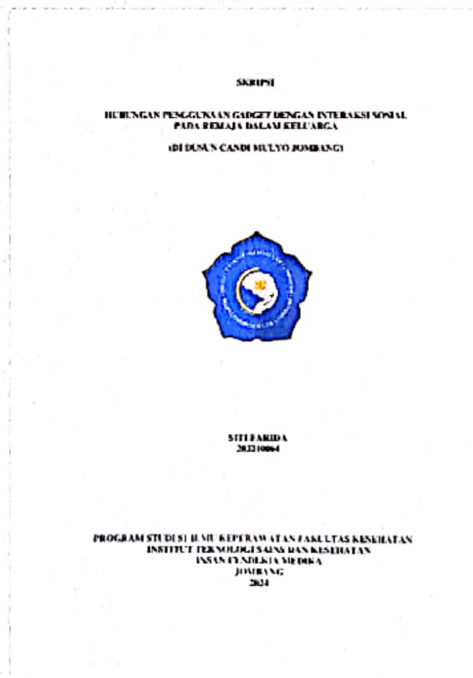 SKRIPSI
HUBUNGAN PENGGUNAAN GADGET DENGAN INTERAKSI SOSIAL
PADA REMAJA DALAM KELUARGA
(DI DUSUN CANDI MULYO JOMBANG)
SITI FARIDA
203210064
PROGRAM STUDI S1 ILMU KEPERAWATAN FAKULTAS KESEHATAN
INSTITUT TEKNOLOGI SAINS DAN KESEHATAN
INSAN CENDEKIA MEDIKA
JOMBANG
2024